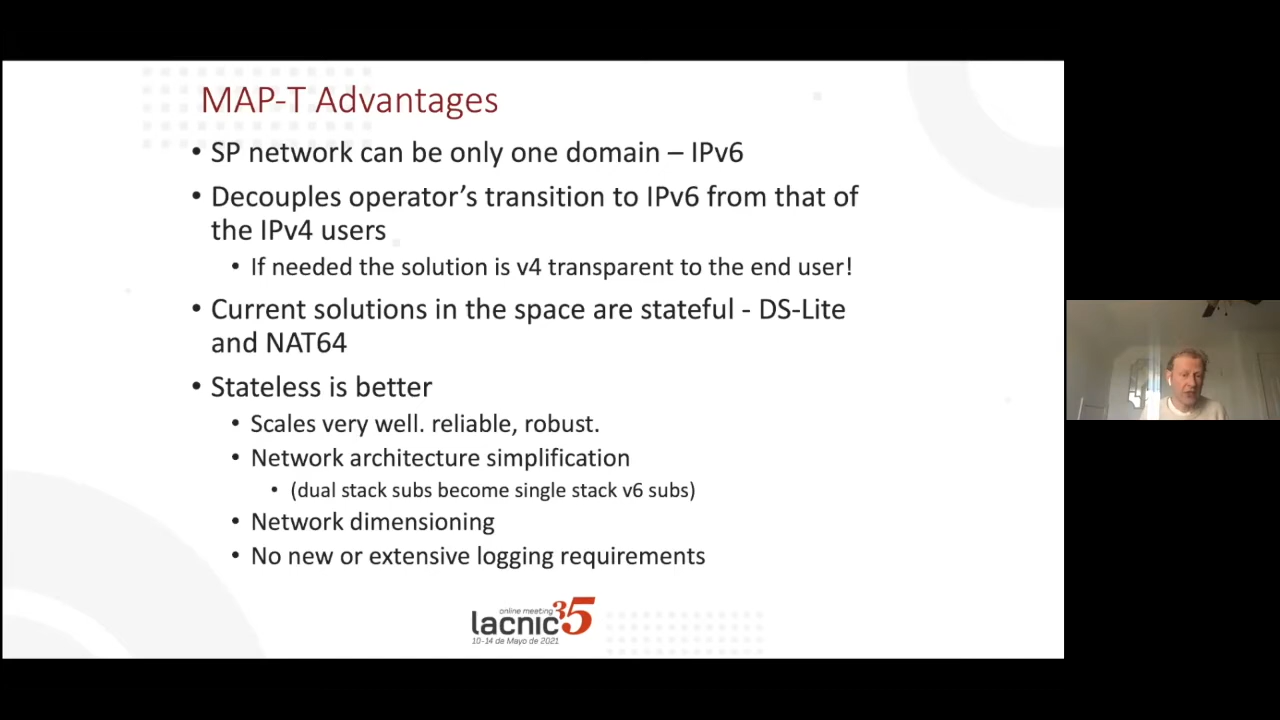 MAP-T Advantages
• SP network can be only one domain – IPv6
• Decouples operator's transition to IPv6 from that of
the IPv4 users
• If needed the solution is v4 transparent to the end user!
• Current solutions in the space are stateful - DS-Lite
and NAT64
• Stateless is better
• Scales very well. reliable, robust.
• Network architecture simplification
• (dual stack subs become single stack v6 subs)
• Network dimensioning
• No new or extensive logging requirements
online meeting
lacnic35
10-14 de Mayo de 2021